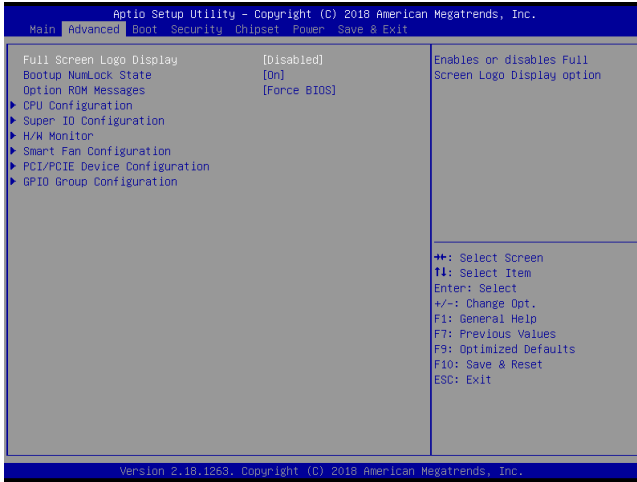 Aptio Setup Utility – Copyright (C) 2018 American Megatrends, Inc.
Main Advanced Boot Security Chipset Power Save & Exit
Full Screen Logo Display [Disabled]
Bootup NumLock State [On]
Option ROM Messages [Force BIOS]
CPU Configuration
Super IO Configuration
H/W Monitor
Smart Fan Configuration
PCI/PCIE Device Configuration
GPIO Group Configuration
Enables or disables Full
Screen Logo Display option
→←: Select Screen
↑↓: Select Item
Enter: Select
+/-: Change Opt.
F1: General Help
F7: Previous Values
F9: Optimized Defaults
F10: Save & Reset
ESC: Exit
Version 2.18.1263. Copyright (C) 2018 American Megatrends, Inc.